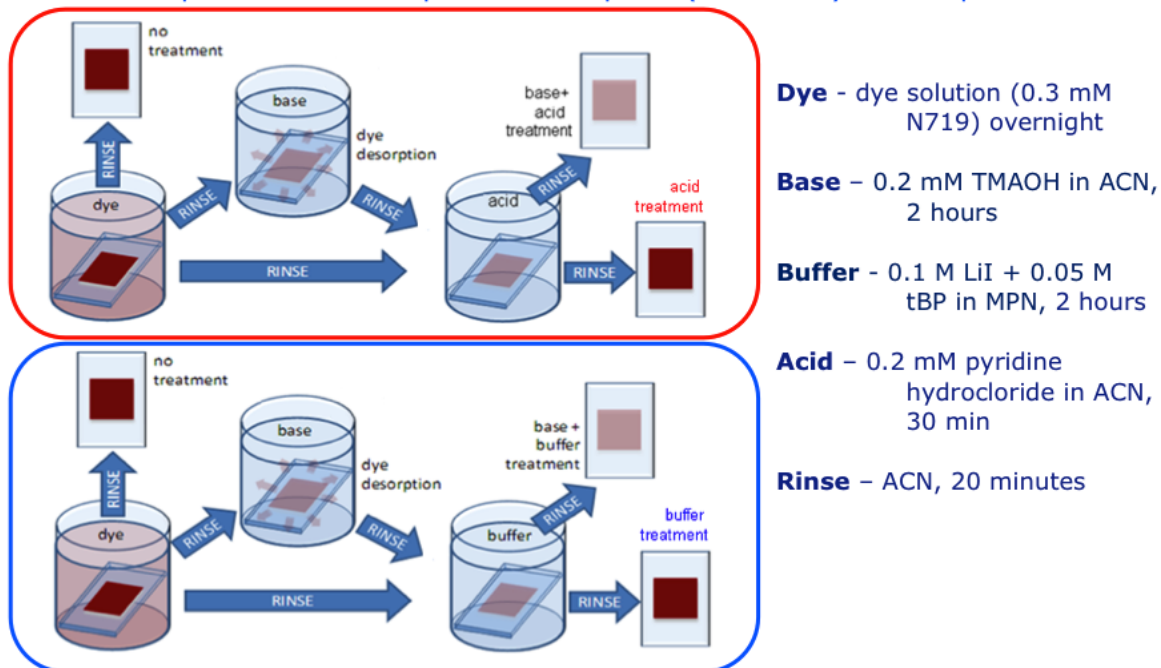 no
treatment
RINSE
dye
RINSE
base
dye
desorption
RINSE
RINSE
acid
RINSE
base+
acid
treatment
RINSE
acid
treatment
no
treatment
RINSE
dye
RINSE
base
dye
desorption
RINSE
RINSE
buffer
RINSE
base +
buffer
treatment
RINSE
buffer
treatment
Dye - dye solution (0.3 mM
N719) overnight
Base – 0.2 mM TMAOH in ACN,
2 hours
Buffer - 0.1 M LiI + 0.05 M
tBP in MPN, 2 hours
Acid – 0.2 mM pyridine
hydrocloride in ACN,
30 min
Rinse – ACN, 20 minutes